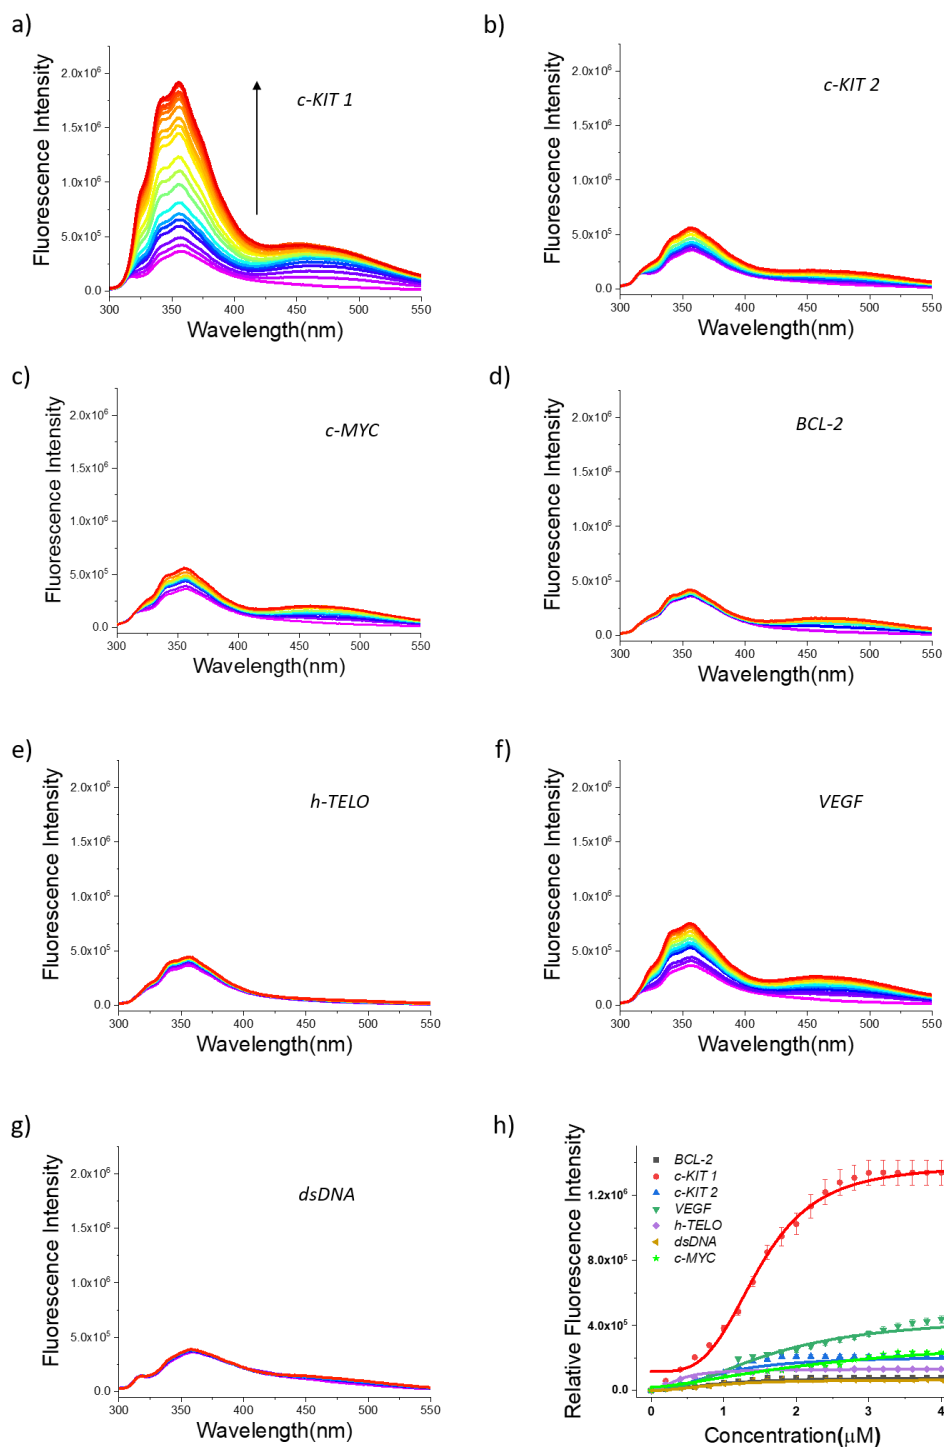 a)
c-KIT 1
Fluorescence Intensity
2.0x10⁶
1.5x10⁶
1.0x10⁶
5.0x10⁵
0.0
300 350 400 450 500 550
Wavelength(nm)
b)
c-KIT 2
Fluorescence Intensity
2.0x10⁶
1.5x10⁶
1.0x10⁶
5.0x10⁵
0.0
300 350 400 450 500 550
Wavelength(nm)
c)
c-MYC
Fluorescence Intensity
2.0x10⁶
1.5x10⁶
1.0x10⁶
5.0x10⁵
0.0
300 350 400 450 500 550
Wavelength(nm)
d)
BCL-2
Fluorescence Intensity
2.0x10⁶
1.5x10⁶
1.0x10⁶
5.0x10⁵
0.0
300 350 400 450 500 550
Wavelength(nm)
e)
h-TELO
Fluorescence Intensity
2.0x10⁶
1.5x10⁶
1.0x10⁶
5.0x10⁵
0.0
300 350 400 450 500 550
Wavelength(nm)
f)
VEGF
Fluorescence Intensity
2.0x10⁶
1.5x10⁶
1.0x10⁶
5.0x10⁵
0.0
300 350 400 450 500 550
Wavelength(nm)
g)
dsDNA
Fluorescence Intensity
2.0x10⁶
1.5x10⁶
1.0x10⁶
5.0x10⁵
0.0
300 350 400 450 500 550
Wavelength(nm)
h)
Relative Fluorescence Intensity
BCL-2
c-KIT 1
c-KIT 2
VEGF
h-TELO
dsDNA
c-MYC
1.2x10⁶
8.0x10⁵
4.0x10⁵
0.0
0 1 2 3 4
Concentration(µM)